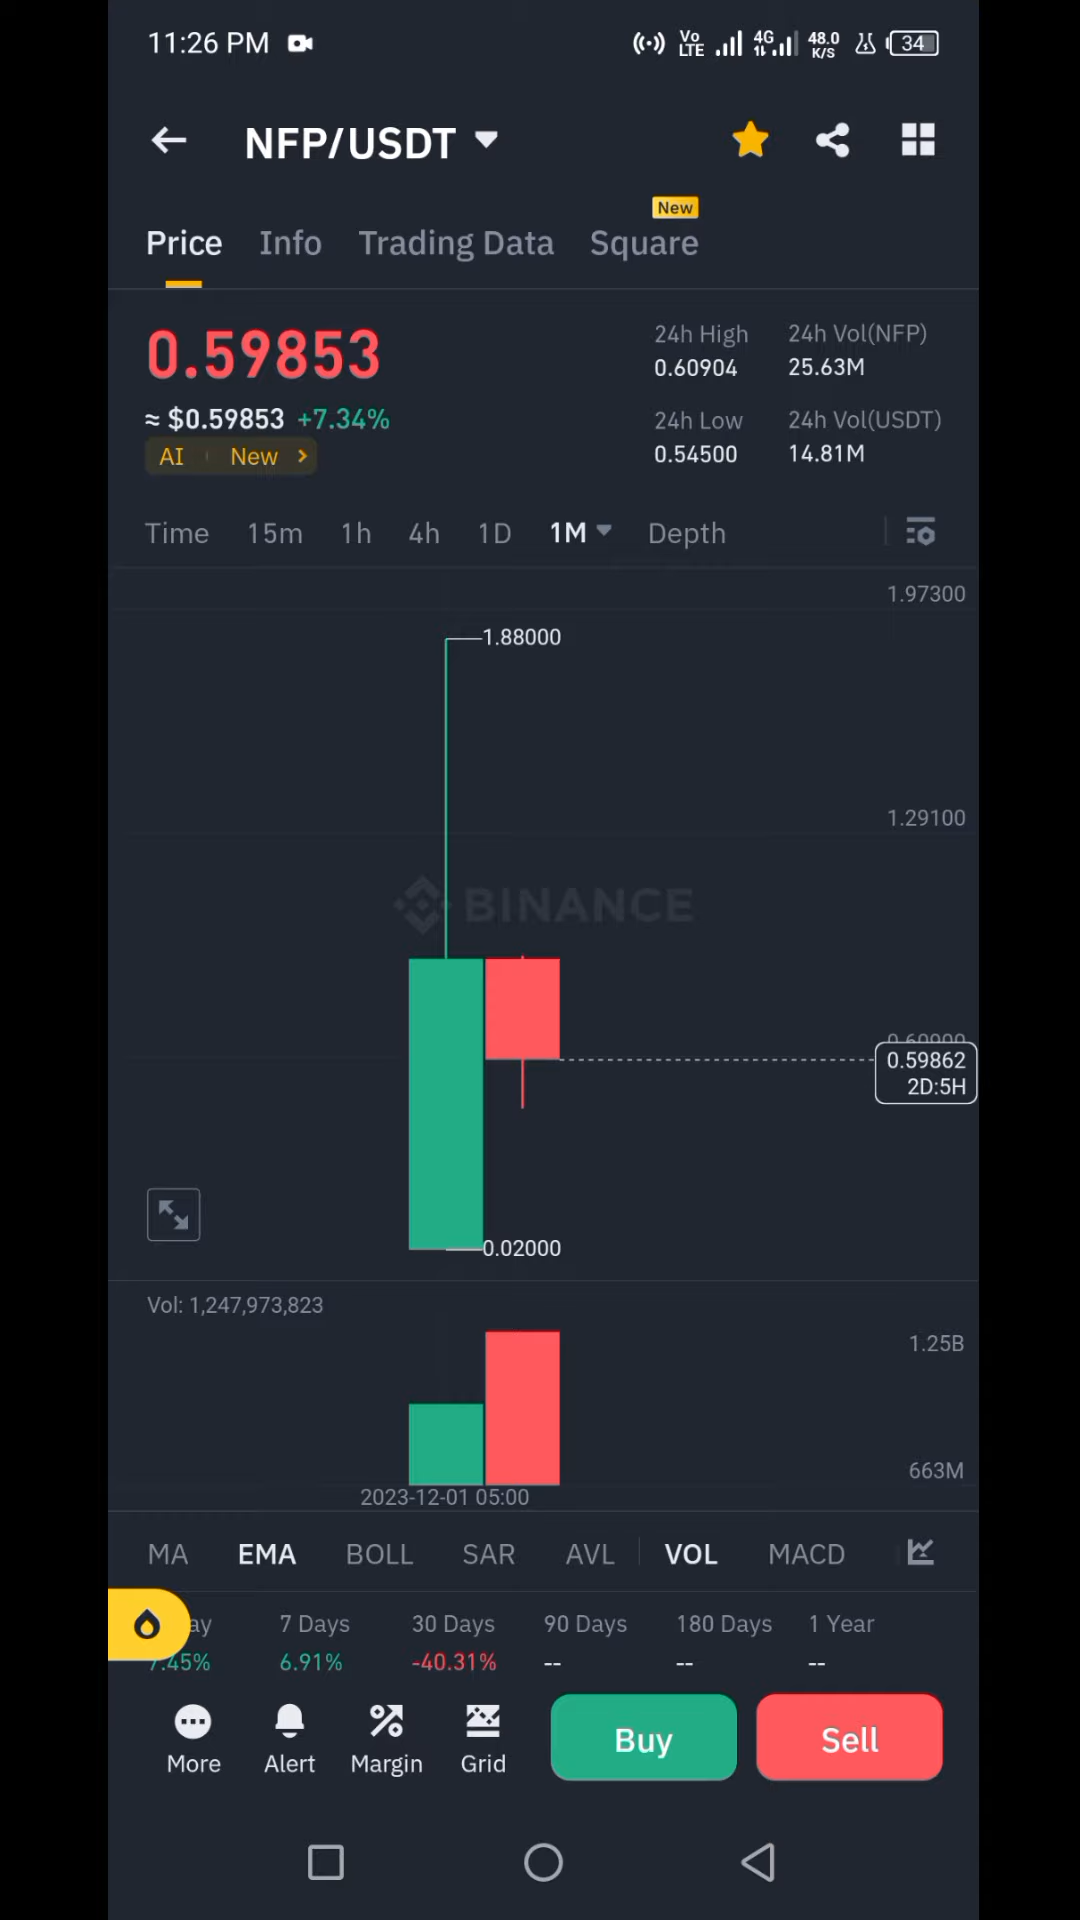 11:26 PM Vo LTE 4G 48.0 K/S 34
NFP/USDT
New
Price Info Trading Data Square
0.59853
≈ $0.59853 +7.34%
AI New
24h High 24h Vol(NFP)
0.60904 25.63M
24h Low 24h Vol(USDT)
0.54500 14.81M
Time 15m 1h 4h 1D 1M Depth
1.97300
1.88000
1.29100
BINANCE
0.59862
2D:5H
0.02000
Vol: 1,247,973,823
1.25B
663M
2023-12-01 05:00
MA EMA BOLL SAR AVL VOL MACD
7 Days 30 Days 90 Days 180 Days 1 Year
7.45% 6.91% -40.31% -- -- --
More Alert Margin Grid Buy Sell